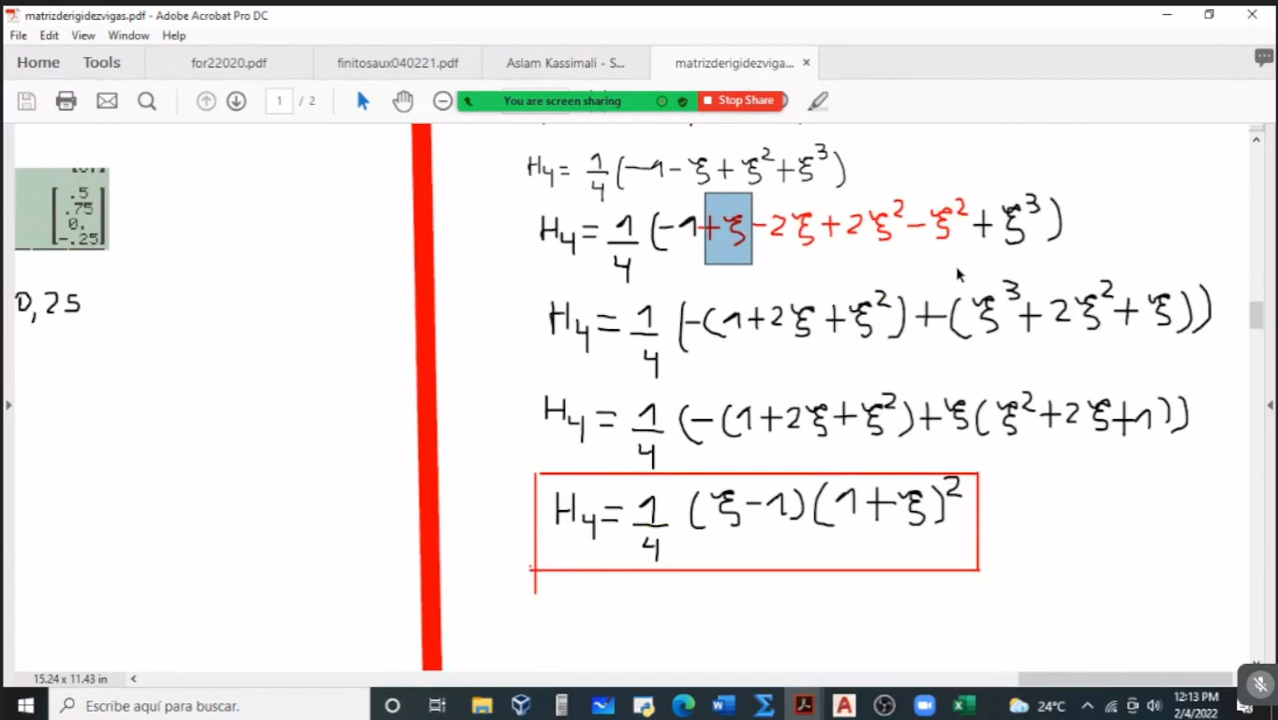 matrizderigidezvigas.pdf - Adobe Acrobat Pro DC
File Edit View Window Help
Home Tools for22020.pdf finitosaux040221.pdf Aslam Kassimali - S... matrizderigidezviga... ×
1 / 2 You are screen sharing Stop Share
H₄= 1/4 (-1-ξ+ξ²+ξ³)
[.5
.75
0.
-.25]
H₄= 1/4 (-1+ξ-2ξ+2ξ²-ξ²+ξ³)
0,25
H₄= 1/4 (-(1+2ξ+ξ²)+(ξ³+2ξ²+ξ))
H₄= 1/4 (-(1+2ξ+ξ²)+ξ(ξ²+2ξ+1))
H₄= 1/4 (ξ-1)(1+ξ)²
15.24 x 11.43 in
Escribe aquí para buscar. 24°C 12:13 PM
2/4/2022